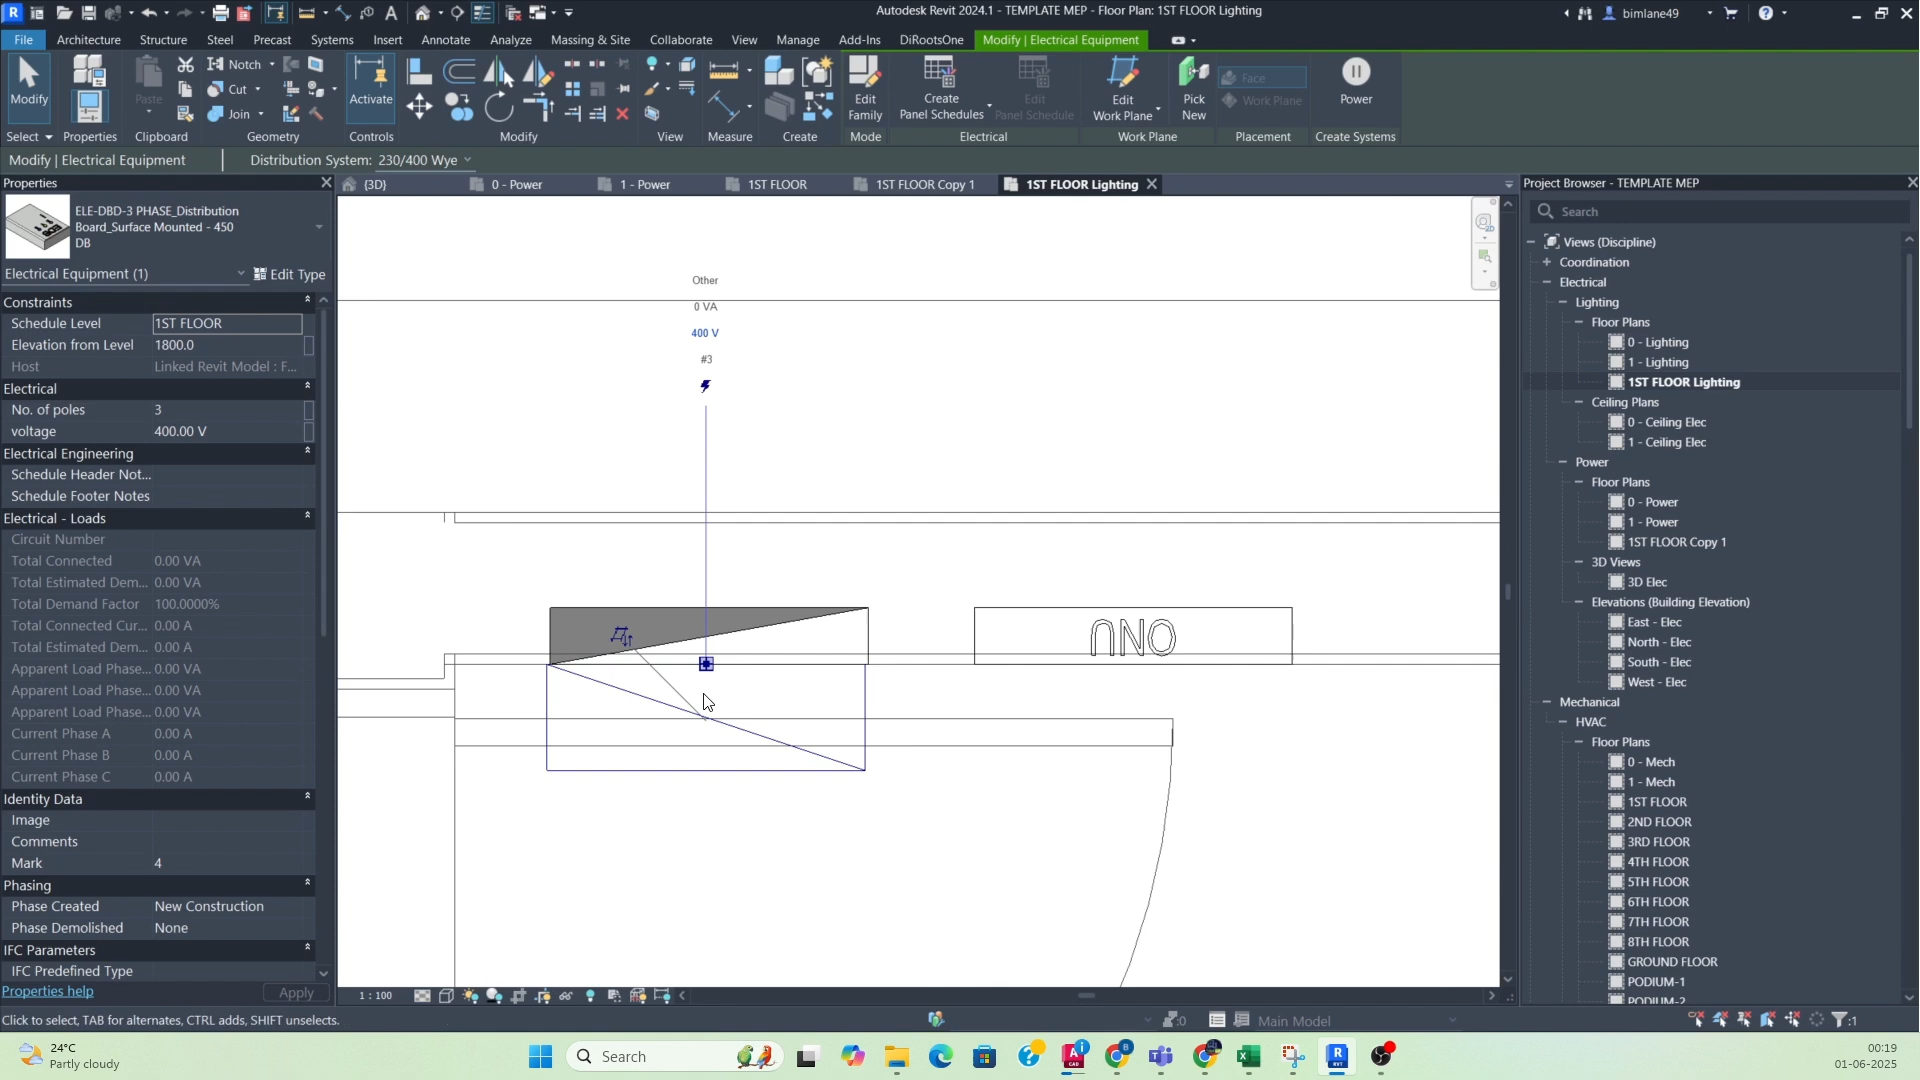 Autodesk Revit 2024.1 - TEMPLATE MEP - Floor Plan: 1ST FLOOR Lighting
bimlane49
File
Architecture
Structure
Steel
Precast
Systems
Insert
Annotate
Analyze
Massing & Site
Collaborate
View
Manage
Add-Ins
DiRootsOne
Modify | Electrical Equipment
Modify
Paste
Notch
Cut
Join
Activate
Edit Family
Create Panel Schedules
Edit Panel Schedule
Edit Work Plane
Pick New
Face
Work Plane
Power
Select
Properties
Clipboard
Geometry
Controls
Modify
View
Measure
Create
Mode
Electrical
Work Plane
Placement
Create Systems
Modify | Electrical Equipment
Distribution System: 230/400 Wye
Properties
{3D}
0 - Power
1 - Power
1ST FLOOR
1ST FLOOR Copy 1
1ST FLOOR Lighting
Project Browser - TEMPLATE MEP
ELE-DBD-3 PHASE_Distribution
Board_Surface Mounted - 450
DB
Electrical Equipment (1)
Edit Type
Constraints
Schedule Level 1ST FLOOR
Elevation from Level 1800.0
Host Linked Revit Model : F...
Electrical
No. of poles 3
voltage 400.00 V
Electrical Engineering
Schedule Header Not...
Schedule Footer Notes
Electrical - Loads
Circuit Number
Total Connected 0.00 VA
Total Estimated Dem... 0.00 VA
Total Demand Factor 100.0000%
Total Connected Cur... 0.00 A
Total Estimated Dem... 0.00 A
Apparent Load Phase... 0.00 VA
Apparent Load Phase... 0.00 VA
Apparent Load Phase... 0.00 VA
Current Phase A 0.00 A
Current Phase B 0.00 A
Current Phase C 0.00 A
Identity Data
Image
Comments
Mark 4
Phasing
Phase Created New Construction
Phase Demolished None
IFC Parameters
IFC Predefined Type
Properties help
Apply
Other
0 VA
400 V
#3
ONU
1 : 100
Search
Views (Discipline)
Coordination
Electrical
Lighting
Floor Plans
0 - Lighting
1 - Lighting
1ST FLOOR Lighting
Ceiling Plans
0 - Ceiling Elec
1 - Ceiling Elec
Power
Floor Plans
0 - Power
1 - Power
1ST FLOOR Copy 1
3D Views
3D Elec
Elevations (Building Elevation)
East - Elec
North - Elec
South - Elec
West - Elec
Mechanical
HVAC
Floor Plans
0 - Mech
1 - Mech
1ST FLOOR
2ND FLOOR
3RD FLOOR
4TH FLOOR
5TH FLOOR
6TH FLOOR
7TH FLOOR
8TH FLOOR
GROUND FLOOR
PODIUM-1
PODIUM-2
Click to select, TAB for alternates, CTRL adds, SHIFT unselects.
:0
Main Model
:1
24°C
Partly cloudy
Search
00:19
01-06-2025